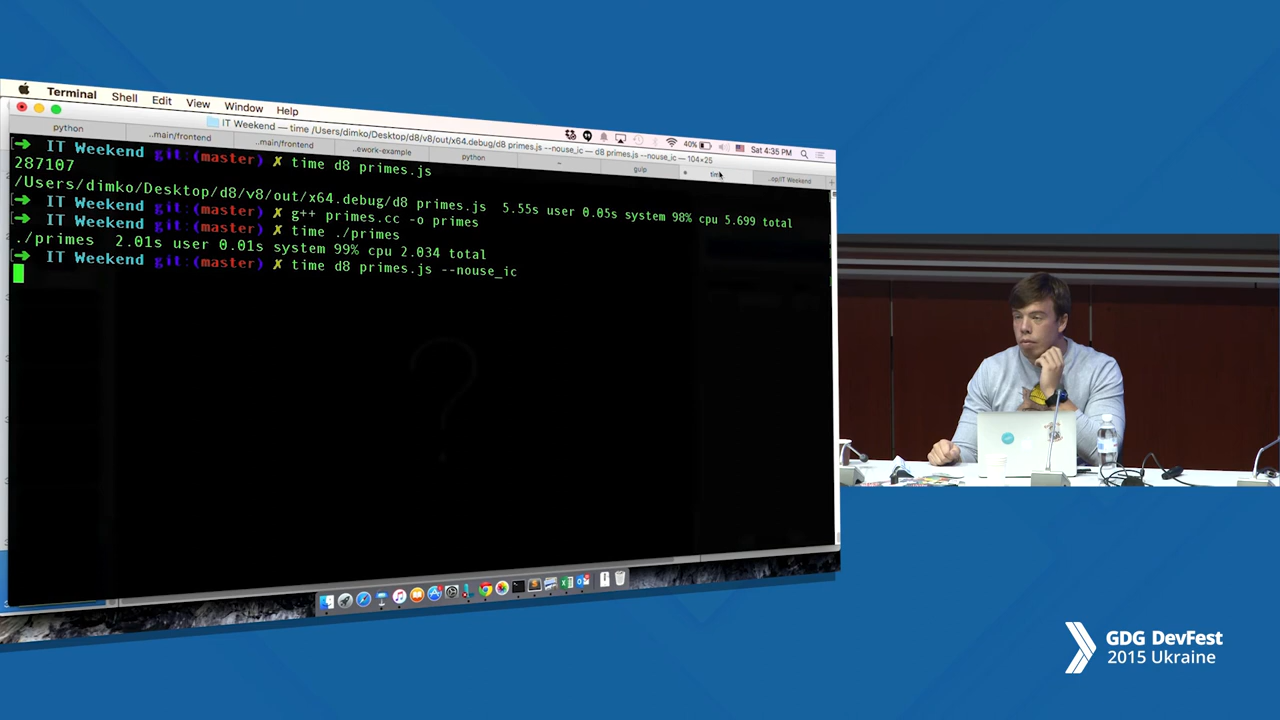 Terminal Shell Edit View Window Help
40% Sat 4:35 PM
IT Weekend — time /Users/dimko/Desktop/d8/v8/out/x64.debug/d8 primes.js --nouse_ic — d8 primes.js --nouse_ic — 104×25
python ..main/frontend ..main/frontend ..ework-example python gulp ..op/IT Weekend
➜ IT Weekend git:(master) ✗ time d8 primes.js
287107
/Users/dimko/Desktop/d8/v8/out/x64.debug/d8 primes.js 5.55s user 0.05s system 98% cpu 5.699 total
➜ IT Weekend git:(master) ✗ g++ primes.cc -o primes
➜ IT Weekend git:(master) ✗ time ./primes
./primes 2.01s user 0.01s system 99% cpu 2.034 total
➜ IT Weekend git:(master) ✗ time d8 primes.js --nouse_ic
GDG DevFest
2015 Ukraine